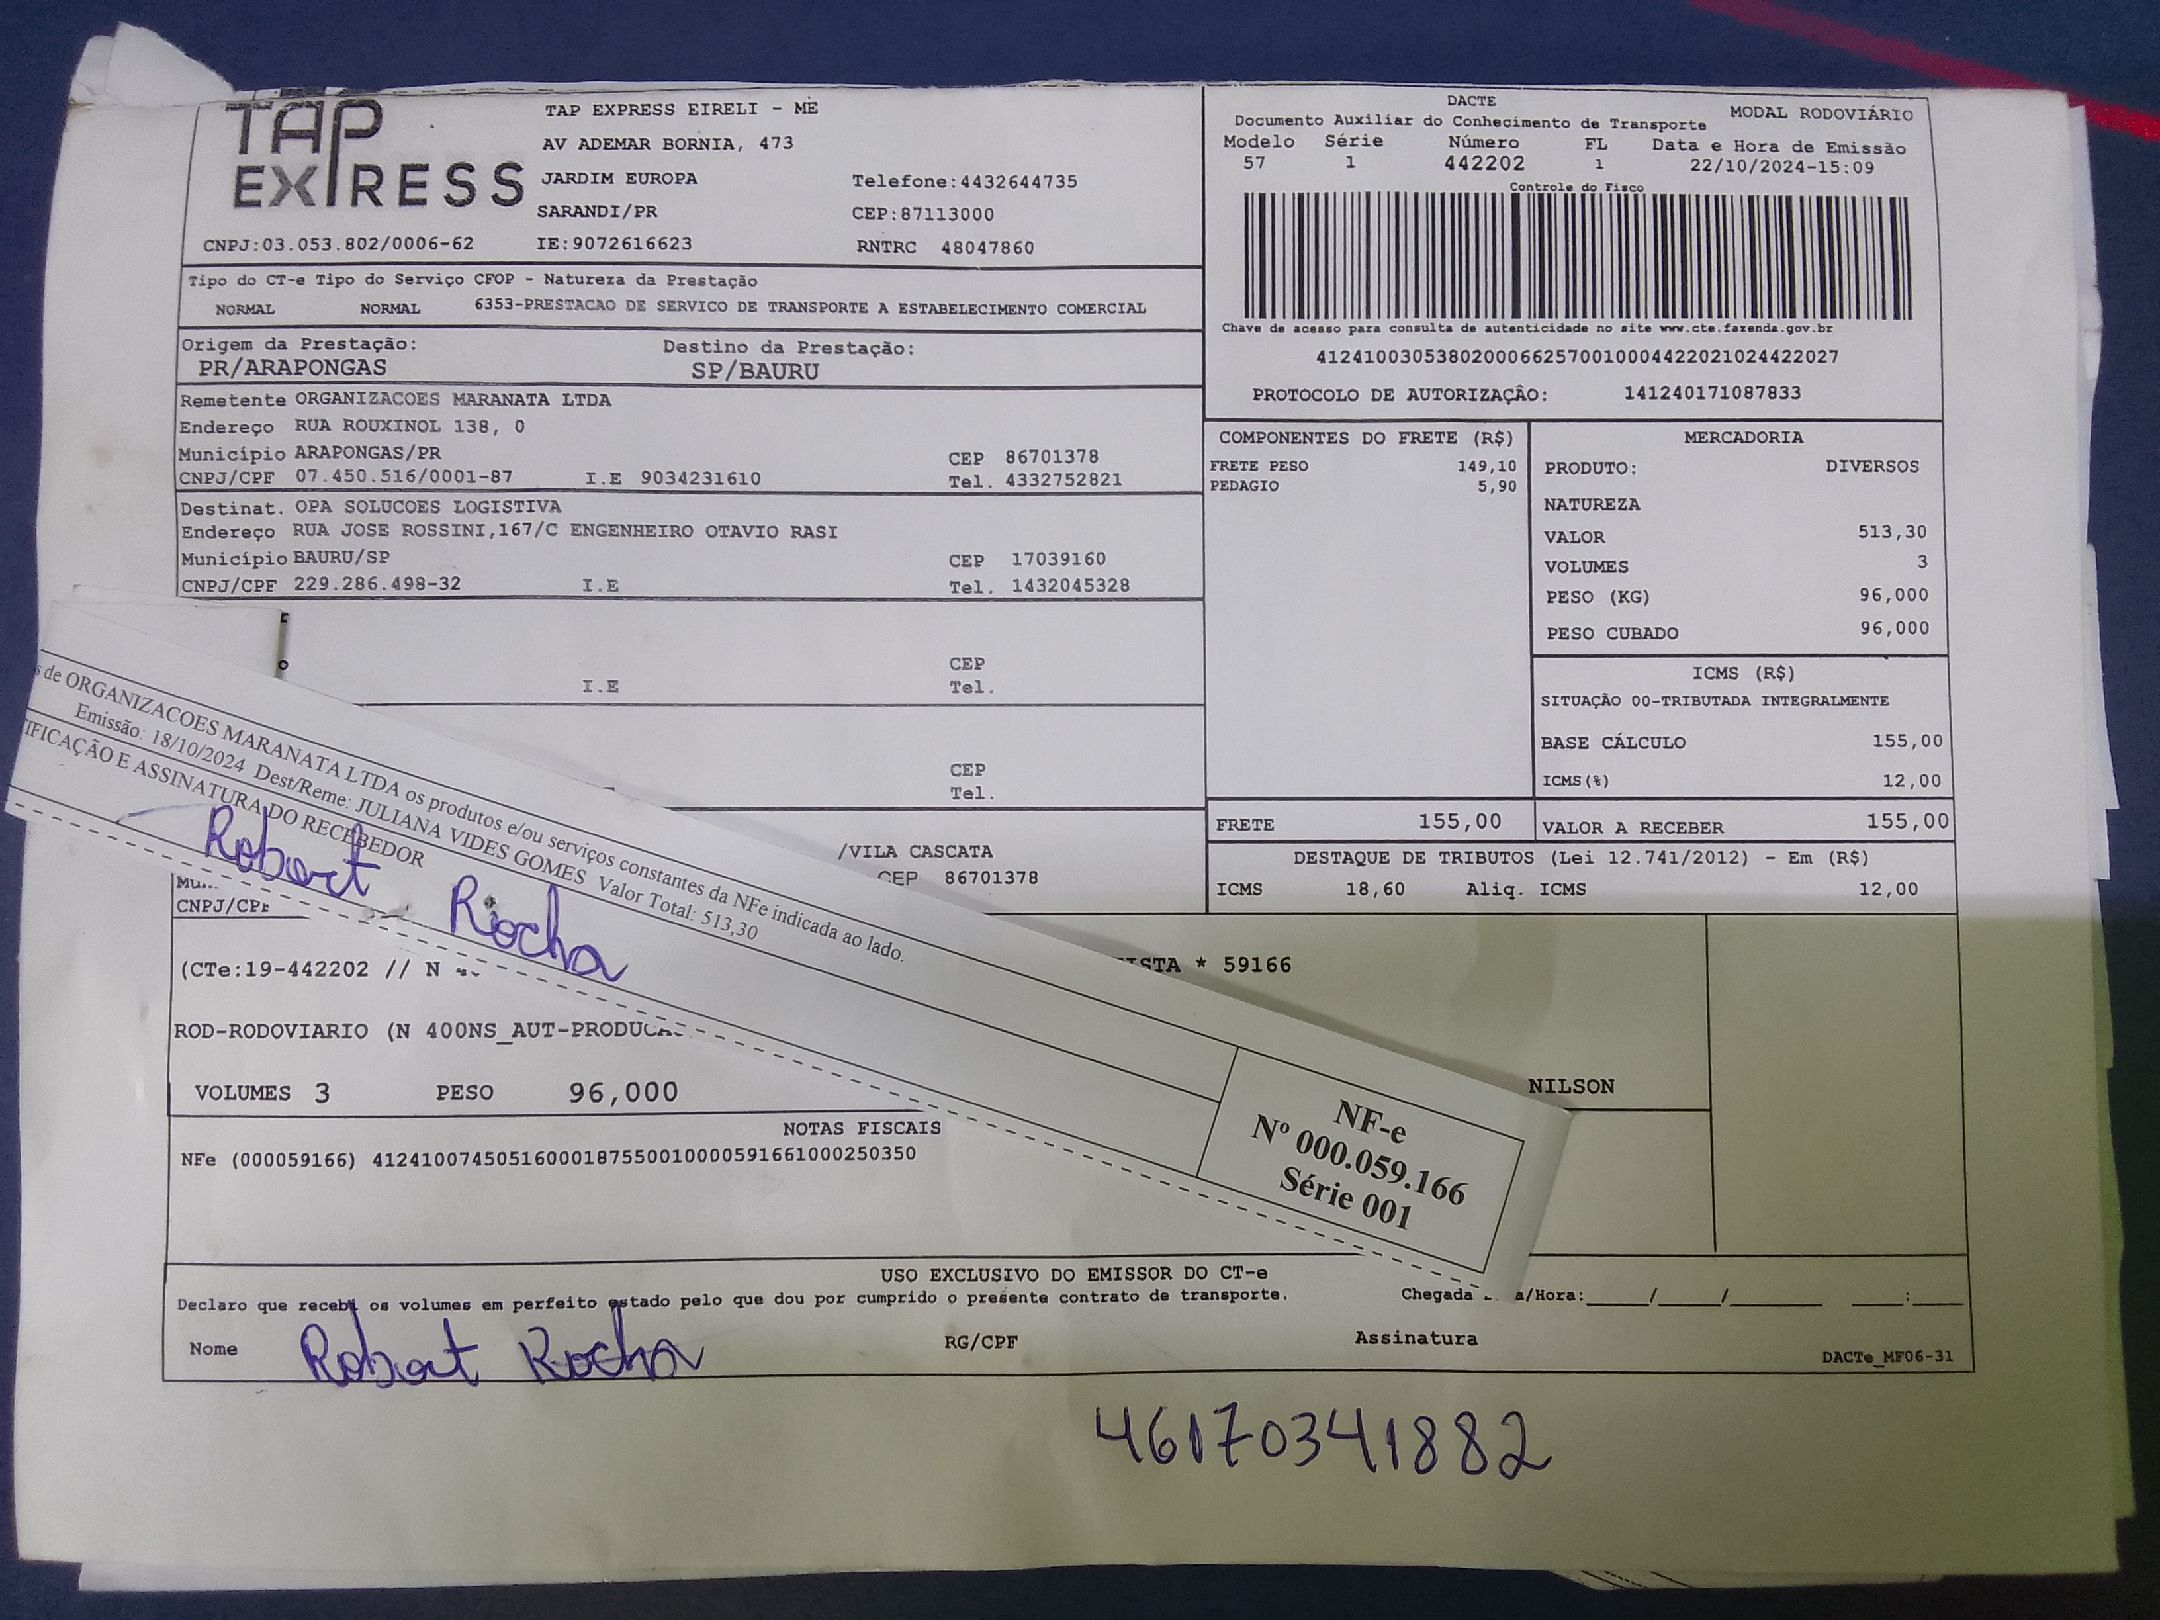 TAP EXPRESS
TAP EXPRESS EIRELI - ME
AV ADEMAR BORNIA, 473
JARDIM EUROPA Telefone:4432644735
SARANDI/PR CEP:87113000
CNPJ:03.053.802/0006-62 IE:9072616623 RNTRC 48047860
DACTE MODAL RODOVIÁRIO
Documento Auxiliar do Conhecimento de Transporte
Modelo Série Número FL Data e Hora de Emissão
57 1 442202 1 22/10/2024-15:09
Controle do Fisco
Chave de acesso para consulta de autenticidade no site www.cte.fazenda.gov.br
41241003053802000662570010004422021024422027
PROTOCOLO DE AUTORIZAÇÃO: 141240171087833
Tipo do CT-e Tipo do Serviço CFOP - Natureza da Prestação
NORMAL NORMAL 6353-PRESTACAO DE SERVICO DE TRANSPORTE A ESTABELECIMENTO COMERCIAL
Origem da Prestação: Destino da Prestação:
PR/ARAPONGAS SP/BAURU
Remetente ORGANIZACOES MARANATA LTDA
Endereço RUA ROUXINOL 138, 0
Município ARAPONGAS/PR CEP 86701378
CNPJ/CPF 07.450.516/0001-87 I.E 9034231610 Tel. 4332752821
Destinat. OPA SOLUCOES LOGISTIVA
Endereço RUA JOSE ROSSINI,167/C ENGENHEIRO OTAVIO RASI
Município BAURU/SP CEP 17039160
CNPJ/CPF 229.286.498-32 I.E Tel. 1432045328
CEP
I.E Tel.
CEP
Tel.
/VILA CASCATA
CEP 86701378
CNPJ/CPF
COMPONENTES DO FRETE (R$)
FRETE PESO 149,10
PEDAGIO 5,90
MERCADORIA
PRODUTO: DIVERSOS
NATUREZA
VALOR 513,30
VOLUMES 3
PESO (KG) 96,000
PESO CUBADO 96,000
ICMS (R$)
SITUAÇÃO 00-TRIBUTADA INTEGRALMENTE
BASE CÁLCULO 155,00
ICMS(%) 12,00
FRETE 155,00 VALOR A RECEBER 155,00
DESTAQUE DE TRIBUTOS (Lei 12.741/2012) - Em (R$)
ICMS 18,60 Aliq. ICMS 12,00
de ORGANIZACOES MARANATA LTDA os produtos e/ou serviços constantes da NFe indicada ao lado.
Emissão: 18/10/2024 Dest/Reme: JULIANA VIDES GOMES Valor Total: 513,30
IFICAÇÃO E ASSINATURA DO RECEBEDOR
Robert Rocha
NF-e
Nº 000.059.166
Série 001
(CTe:19-442202 // N
ISTA * 59166
ROD-RODOVIARIO (N 400NS_AUT-PRODUCA
NILSON
VOLUMES 3 PESO 96,000
NOTAS FISCAIS
NFe (000059166) 41241007450516000187550010000591661000250350
USO EXCLUSIVO DO EMISSOR DO CT-e
Declaro que recebi os volumes em perfeito estado pelo que dou por cumprido o presente contrato de transporte. Chegada a/Hora:____/____/______ ___:___
Nome Robert Rocha RG/CPF Assinatura
DACTe_MF06-31
46170341882